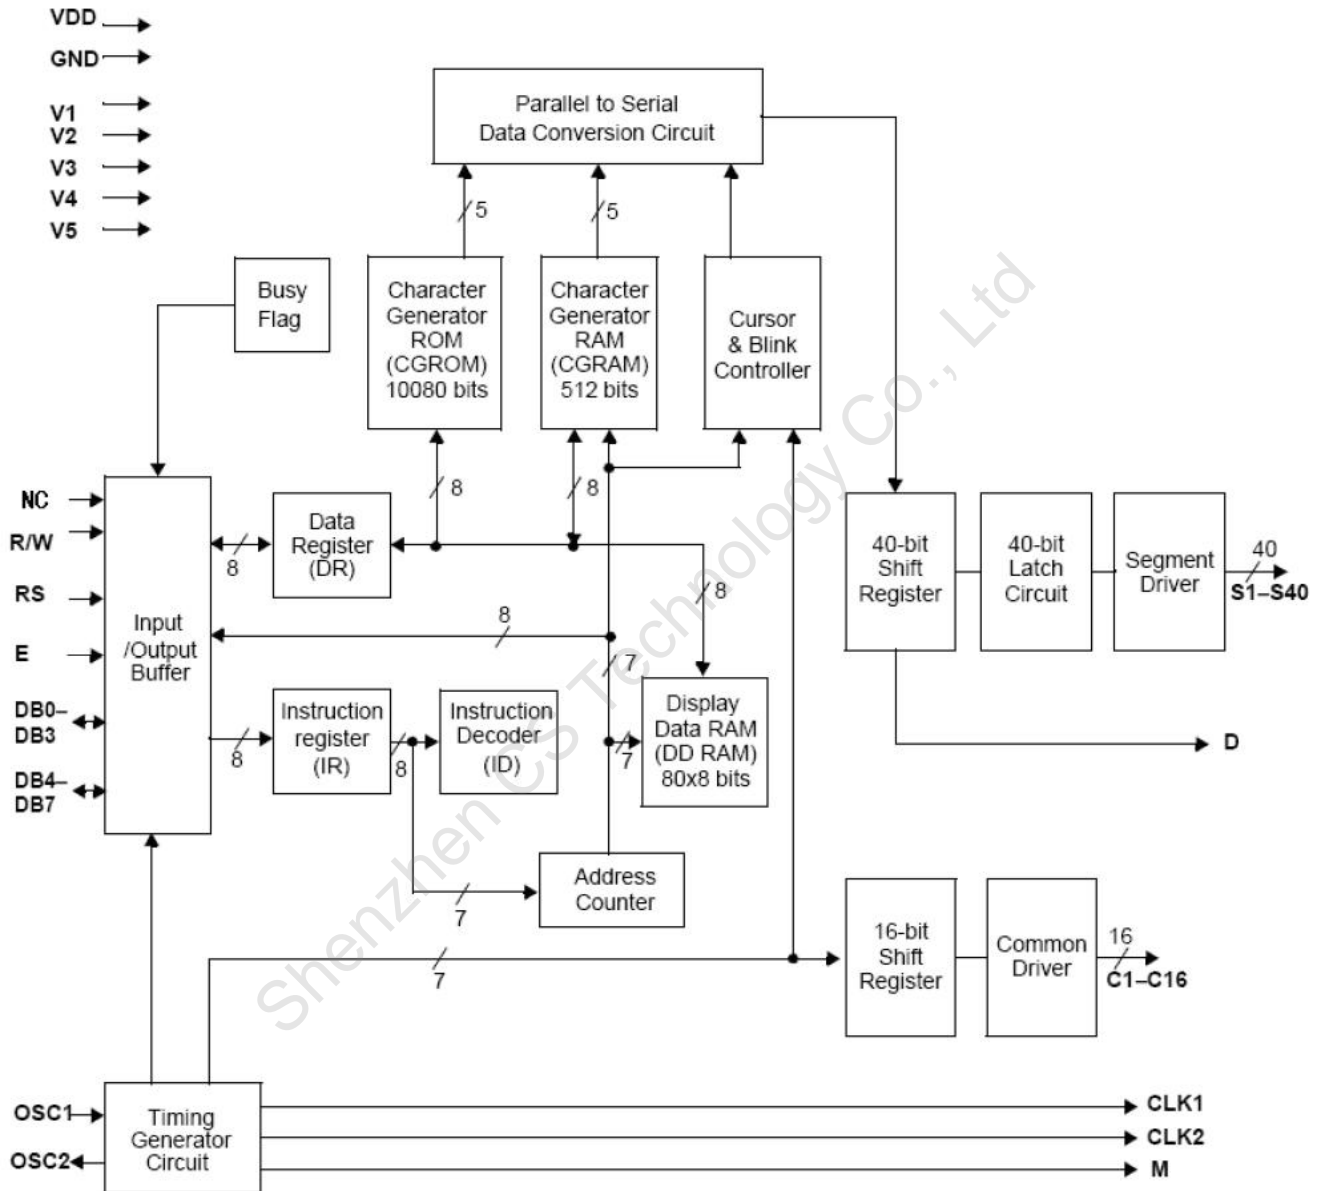 VDD
GND
V1
V2
V3
V4
V5
Parallel to Serial
Data Conversion Circuit
5
5
Busy
Flag
Character
Generator
ROM
(CGROM)
10080 bits
Character
Generator
RAM
(CGRAM)
512 bits
Cursor
& Blink
Controller
8
8
NC
R/W
RS
E
DB0–
DB3
DB4–
DB7
Input
/Output
Buffer
8
Data
Register
(DR)
8
8
7
7
8
Instruction
register
(IR)
8
Instruction
Decoder
(ID)
Display
Data RAM
(DD RAM)
80x8 bits
40-bit
Shift
Register
40-bit
Latch
Circuit
Segment
Driver
40
S1–S40
D
Address
Counter
7
7
16-bit
Shift
Register
Common
Driver
16
C1–C16
OSC1
OSC2
Timing
Generator
Circuit
CLK1
CLK2
M
Shenzhen CS Technology Co., Ltd